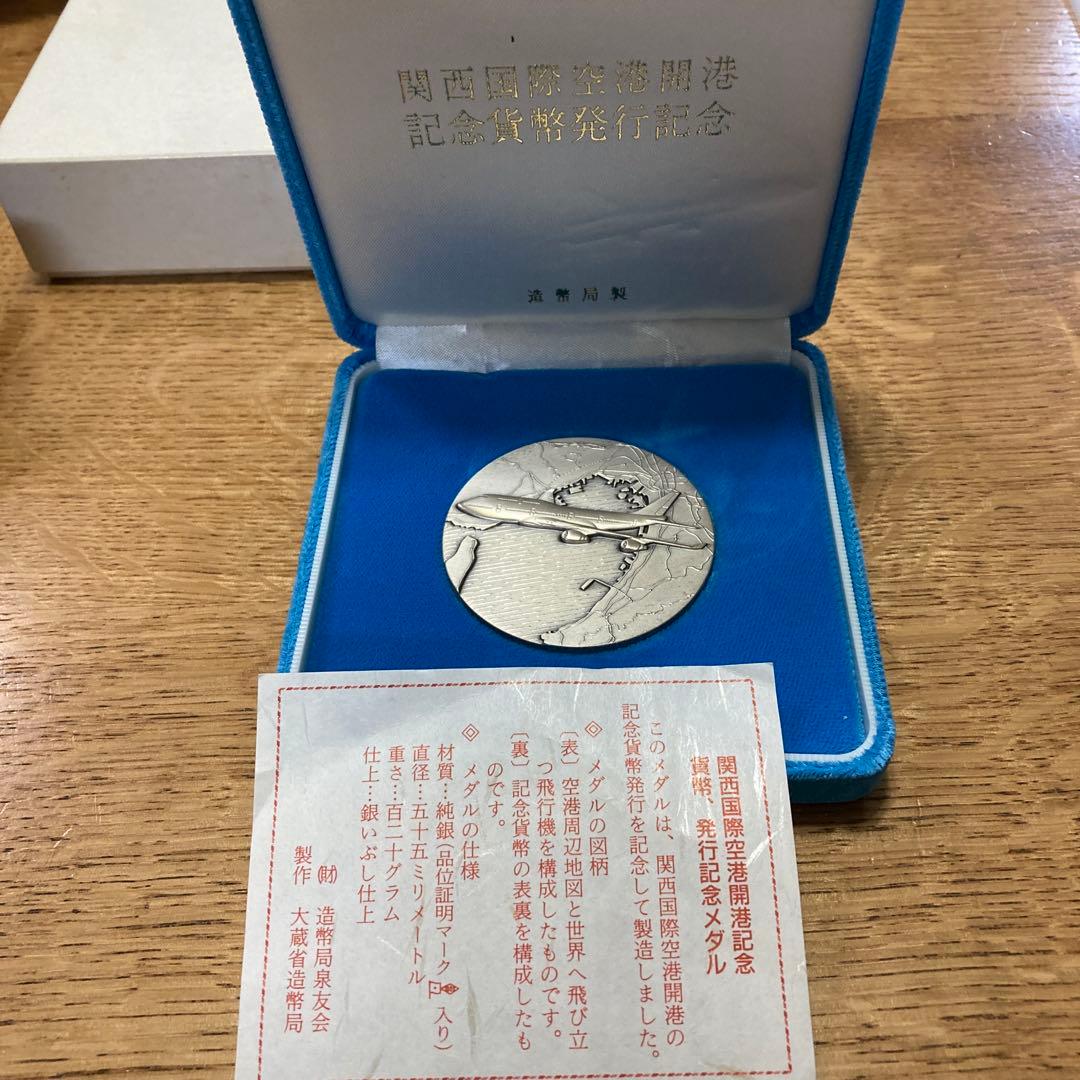 関西国際空港開港
記念貨幣発行記念
造幣局製
関西国際空港開港記念
貨幣、発行記念メダル
このメダルは、関西国際空港開港の
記念貨幣発行を記念して製造しました。
◎ メダルの図柄
〔表〕空港周辺地図と世界へ飛び立
つ飛行機を構成したものです。
〔裏〕記念貨幣の表裏を構成したも
のです。
◎ メダルの仕様
材質…純銀(品位証明マーク入り)
直径…五十五ミリメートル
重さ…百二十グラム
仕上…銀いぶし仕上
㈶ 造幣局泉友会
製作 大蔵省造幣局